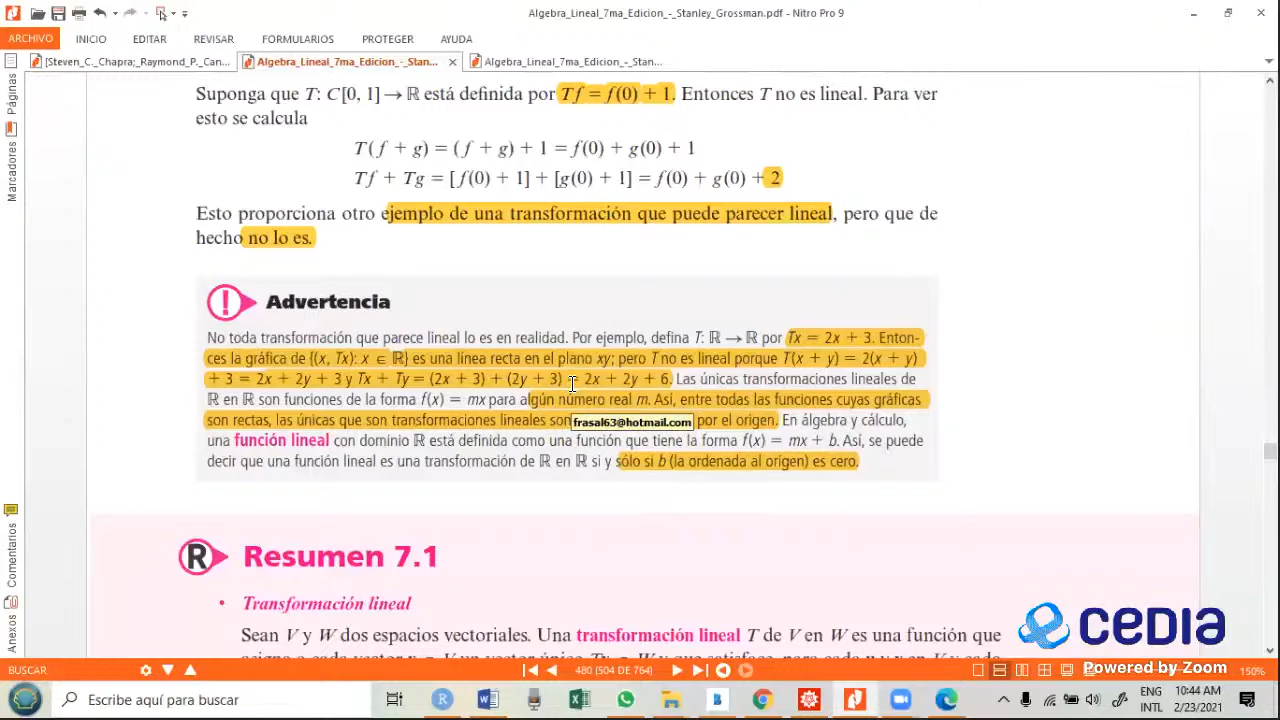 Algebra_Lineal_7ma_Edicion_-_Stanley_Grossman.pdf - Nitro Pro 9
ARCHIVO INICIO EDITAR REVISAR FORMULARIOS PROTEGER AYUDA
[Steven_C._Chapra;_Raymond_P._Can... Algebra_Lineal_7ma_Edicion_-_Stan... Algebra_Lineal_7ma_Edicion_-_Stan...
Páginas
Marcadores
Comentarios
Anexos
Suponga que T: C[0, 1] → ℝ está definida por Tf = f(0) + 1. Entonces T no es lineal. Para ver
esto se calcula
T(f + g) = (f + g) + 1 = f(0) + g(0) + 1
Tf + Tg = [f(0) + 1] + [g(0) + 1] = f(0) + g(0) + 2
Esto proporciona otro ejemplo de una transformación que puede parecer lineal, pero que de
hecho no lo es.
Advertencia
No toda transformación que parece lineal lo es en realidad. Por ejemplo, defina T: ℝ → ℝ por Tx = 2x + 3. Enton-
ces la gráfica de {(x, Tx): x ∈ ℝ} es una línea recta en el plano xy; pero T no es lineal porque T(x + y) = 2(x + y)
+ 3 = 2x + 2y + 3 y Tx + Ty = (2x + 3) + (2y + 3) = 2x + 2y + 6. Las únicas transformaciones lineales de
ℝ en ℝ son funciones de la forma f(x) = mx para algún número real m. Así, entre todas las funciones cuyas gráficas
son rectas, las únicas que son transformaciones lineales son frasal63@hotmail.com por el origen. En álgebra y cálculo,
una función lineal con dominio ℝ está definida como una función que tiene la forma f(x) = mx + b. Así, se puede
decir que una función lineal es una transformación de ℝ en ℝ si y sólo si b (la ordenada al origen) es cero.
R Resumen 7.1
• Transformación lineal
Sean V y W dos espacios vectoriales. Una transformación lineal T de V en W es una función que
cedia
Powered by Zoom
BUSCAR 480 (504 DE 764) 150%
Escribe aquí para buscar
ENG
INTL
10:44 AM
2/23/2021